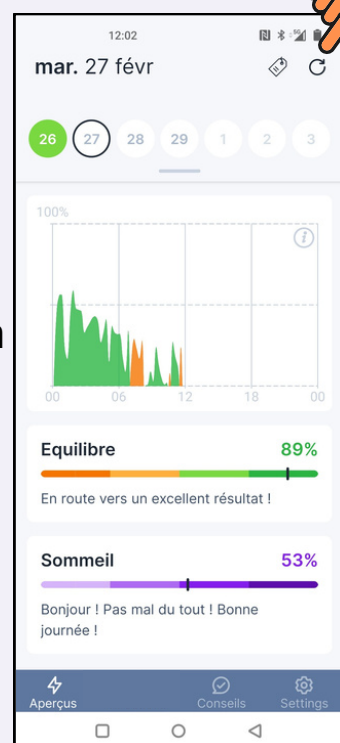 12:02
mar. 27 févr
26 27 28 29 1 2 3
100%
00 06 12 18 00
Equilibre 89%
En route vers un excellent résultat !
Sommeil 53%
Bonjour ! Pas mal du tout ! Bonne
journée !
Aperçus Conseils Settings